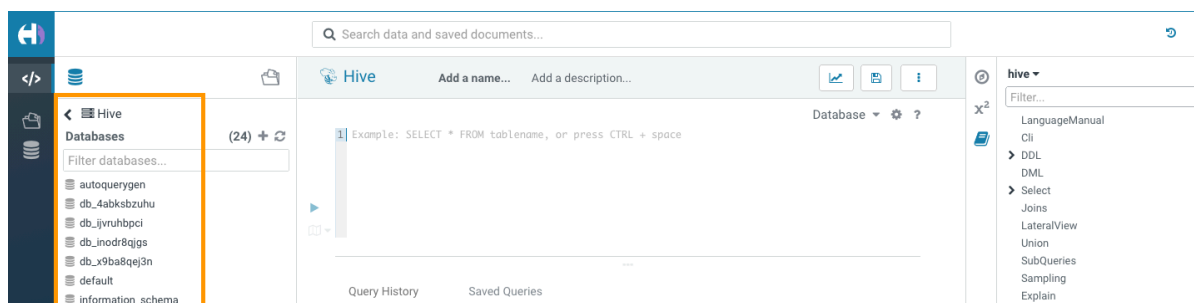 Search data and saved documents...
</>
Hive
Add a name...
Add a description...
hive
Filter...
Hive
Databases
(24)
Filter databases...
autoquerygen
db_4abksbzuhu
db_ijvruhbpci
db_inodr8qjgs
db_x9ba8qej3n
default
information_schema
Database
?
1
Example: SELECT * FROM tablename, or press CTRL + space
Query History
Saved Queries
x²
LanguageManual
Cli
DDL
DML
Select
Joins
LateralView
Union
SubQueries
Sampling
Explain